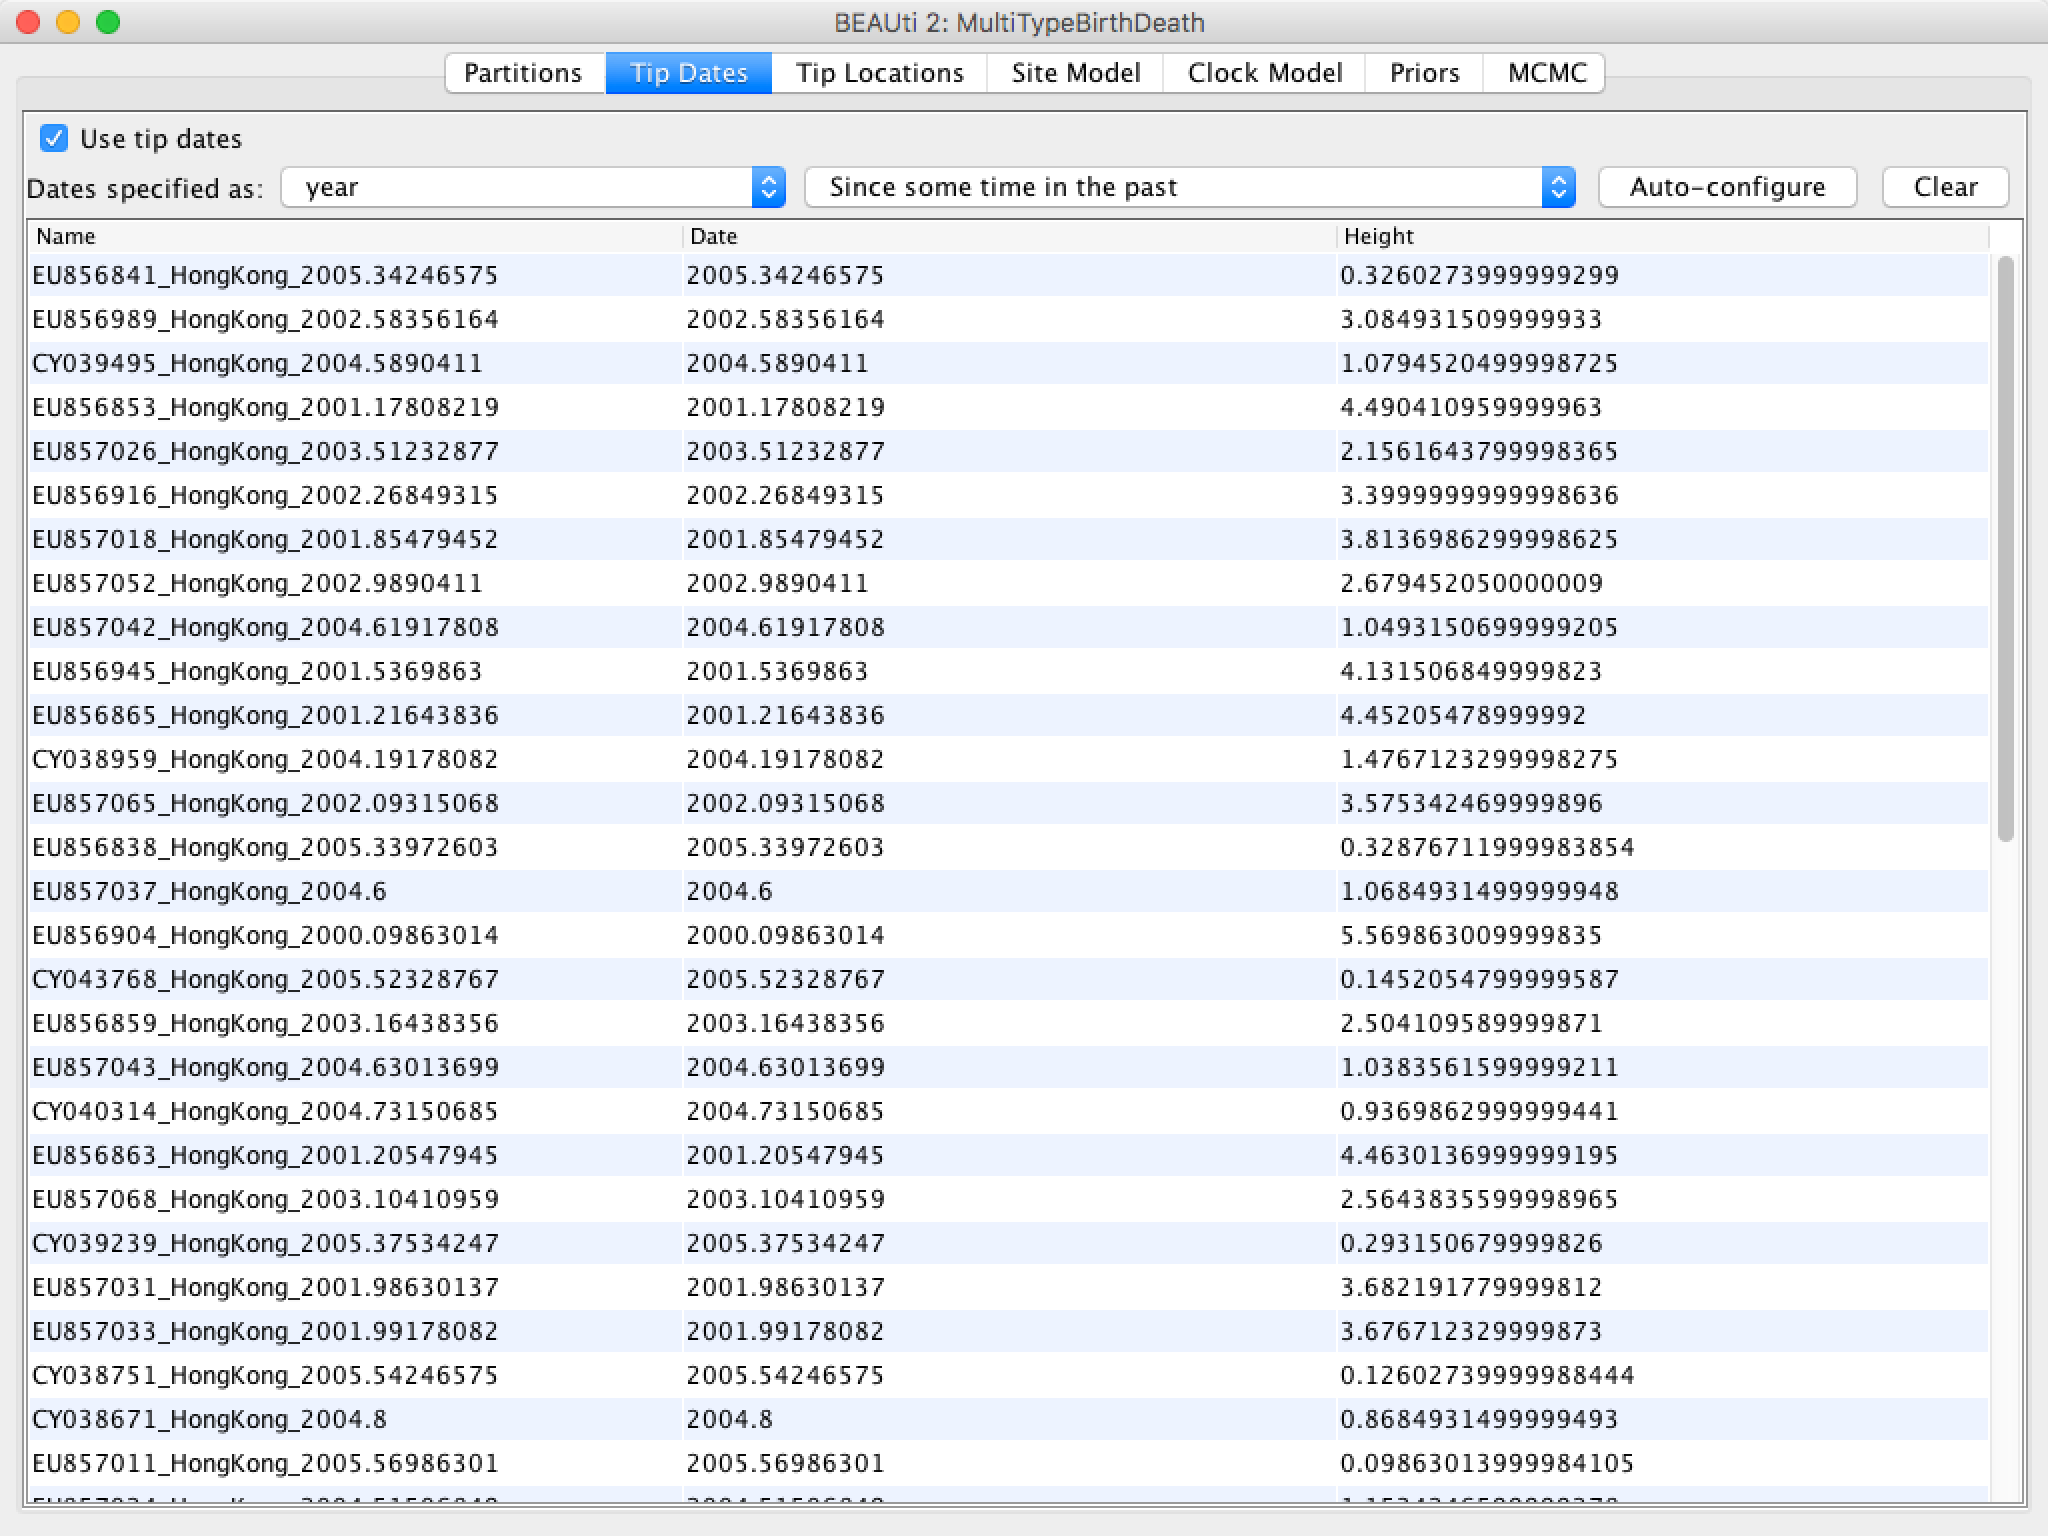 BEAUti 2: MultiTypeBirthDeath
Partitions Tip Dates Tip Locations Site Model Clock Model Priors MCMC
Use tip dates
Dates specified as: year Since some time in the past Auto-configure Clear
Name Date Height
EU856841_HongKong_2005.34246575 2005.34246575 0.3260273999999299
EU856989_HongKong_2002.58356164 2002.58356164 3.084931509999933
CY039495_HongKong_2004.5890411 2004.5890411 1.0794520499998725
EU856853_HongKong_2001.17808219 2001.17808219 4.490410959999963
EU857026_HongKong_2003.51232877 2003.51232877 2.1561643799998365
EU856916_HongKong_2002.26849315 2002.26849315 3.3999999999998636
EU857018_HongKong_2001.85479452 2001.85479452 3.8136986299998625
EU857052_HongKong_2002.9890411 2002.9890411 2.679452050000009
EU857042_HongKong_2004.61917808 2004.61917808 1.0493150699999205
EU856945_HongKong_2001.5369863 2001.5369863 4.131506849999823
EU856865_HongKong_2001.21643836 2001.21643836 4.45205478999992
CY038959_HongKong_2004.19178082 2004.19178082 1.4767123299998275
EU857065_HongKong_2002.09315068 2002.09315068 3.575342469999896
EU856838_HongKong_2005.33972603 2005.33972603 0.32876711999983854
EU857037_HongKong_2004.6 2004.6 1.0684931499999948
EU856904_HongKong_2000.09863014 2000.09863014 5.569863009999835
CY043768_HongKong_2005.52328767 2005.52328767 0.1452054799999587
EU856859_HongKong_2003.16438356 2003.16438356 2.504109589999871
EU857043_HongKong_2004.63013699 2004.63013699 1.0383561599999211
CY040314_HongKong_2004.73150685 2004.73150685 0.9369862999999441
EU856863_HongKong_2001.20547945 2001.20547945 4.4630136999999195
EU857068_HongKong_2003.10410959 2003.10410959 2.5643835599998965
CY039239_HongKong_2005.37534247 2005.37534247 0.293150679999826
EU857031_HongKong_2001.98630137 2001.98630137 3.682191779999812
EU857033_HongKong_2001.99178082 2001.99178082 3.676712329999873
CY038751_HongKong_2005.54246575 2005.54246575 0.12602739999988444
CY038671_HongKong_2004.8 2004.8 0.8684931499999493
EU857011_HongKong_2005.56986301 2005.56986301 0.09863013999984105